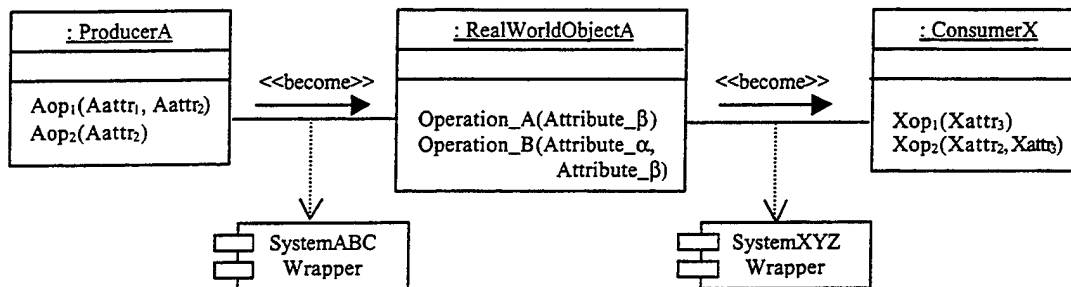 : ProducerA
Aop₁(Aattr₁, Aattr₂)
Aop₂(Aattr₂)
<<become>>
: RealWorldObjectA
Operation_A(Attribute_β)
Operation_B(Attribute_α,
Attribute_β)
<<become>>
: ConsumerX
Xop₁(Xattr₃)
Xop₂(Xattr₂, Xattr₃)
SystemABC
Wrapper
SystemXYZ
Wrapper